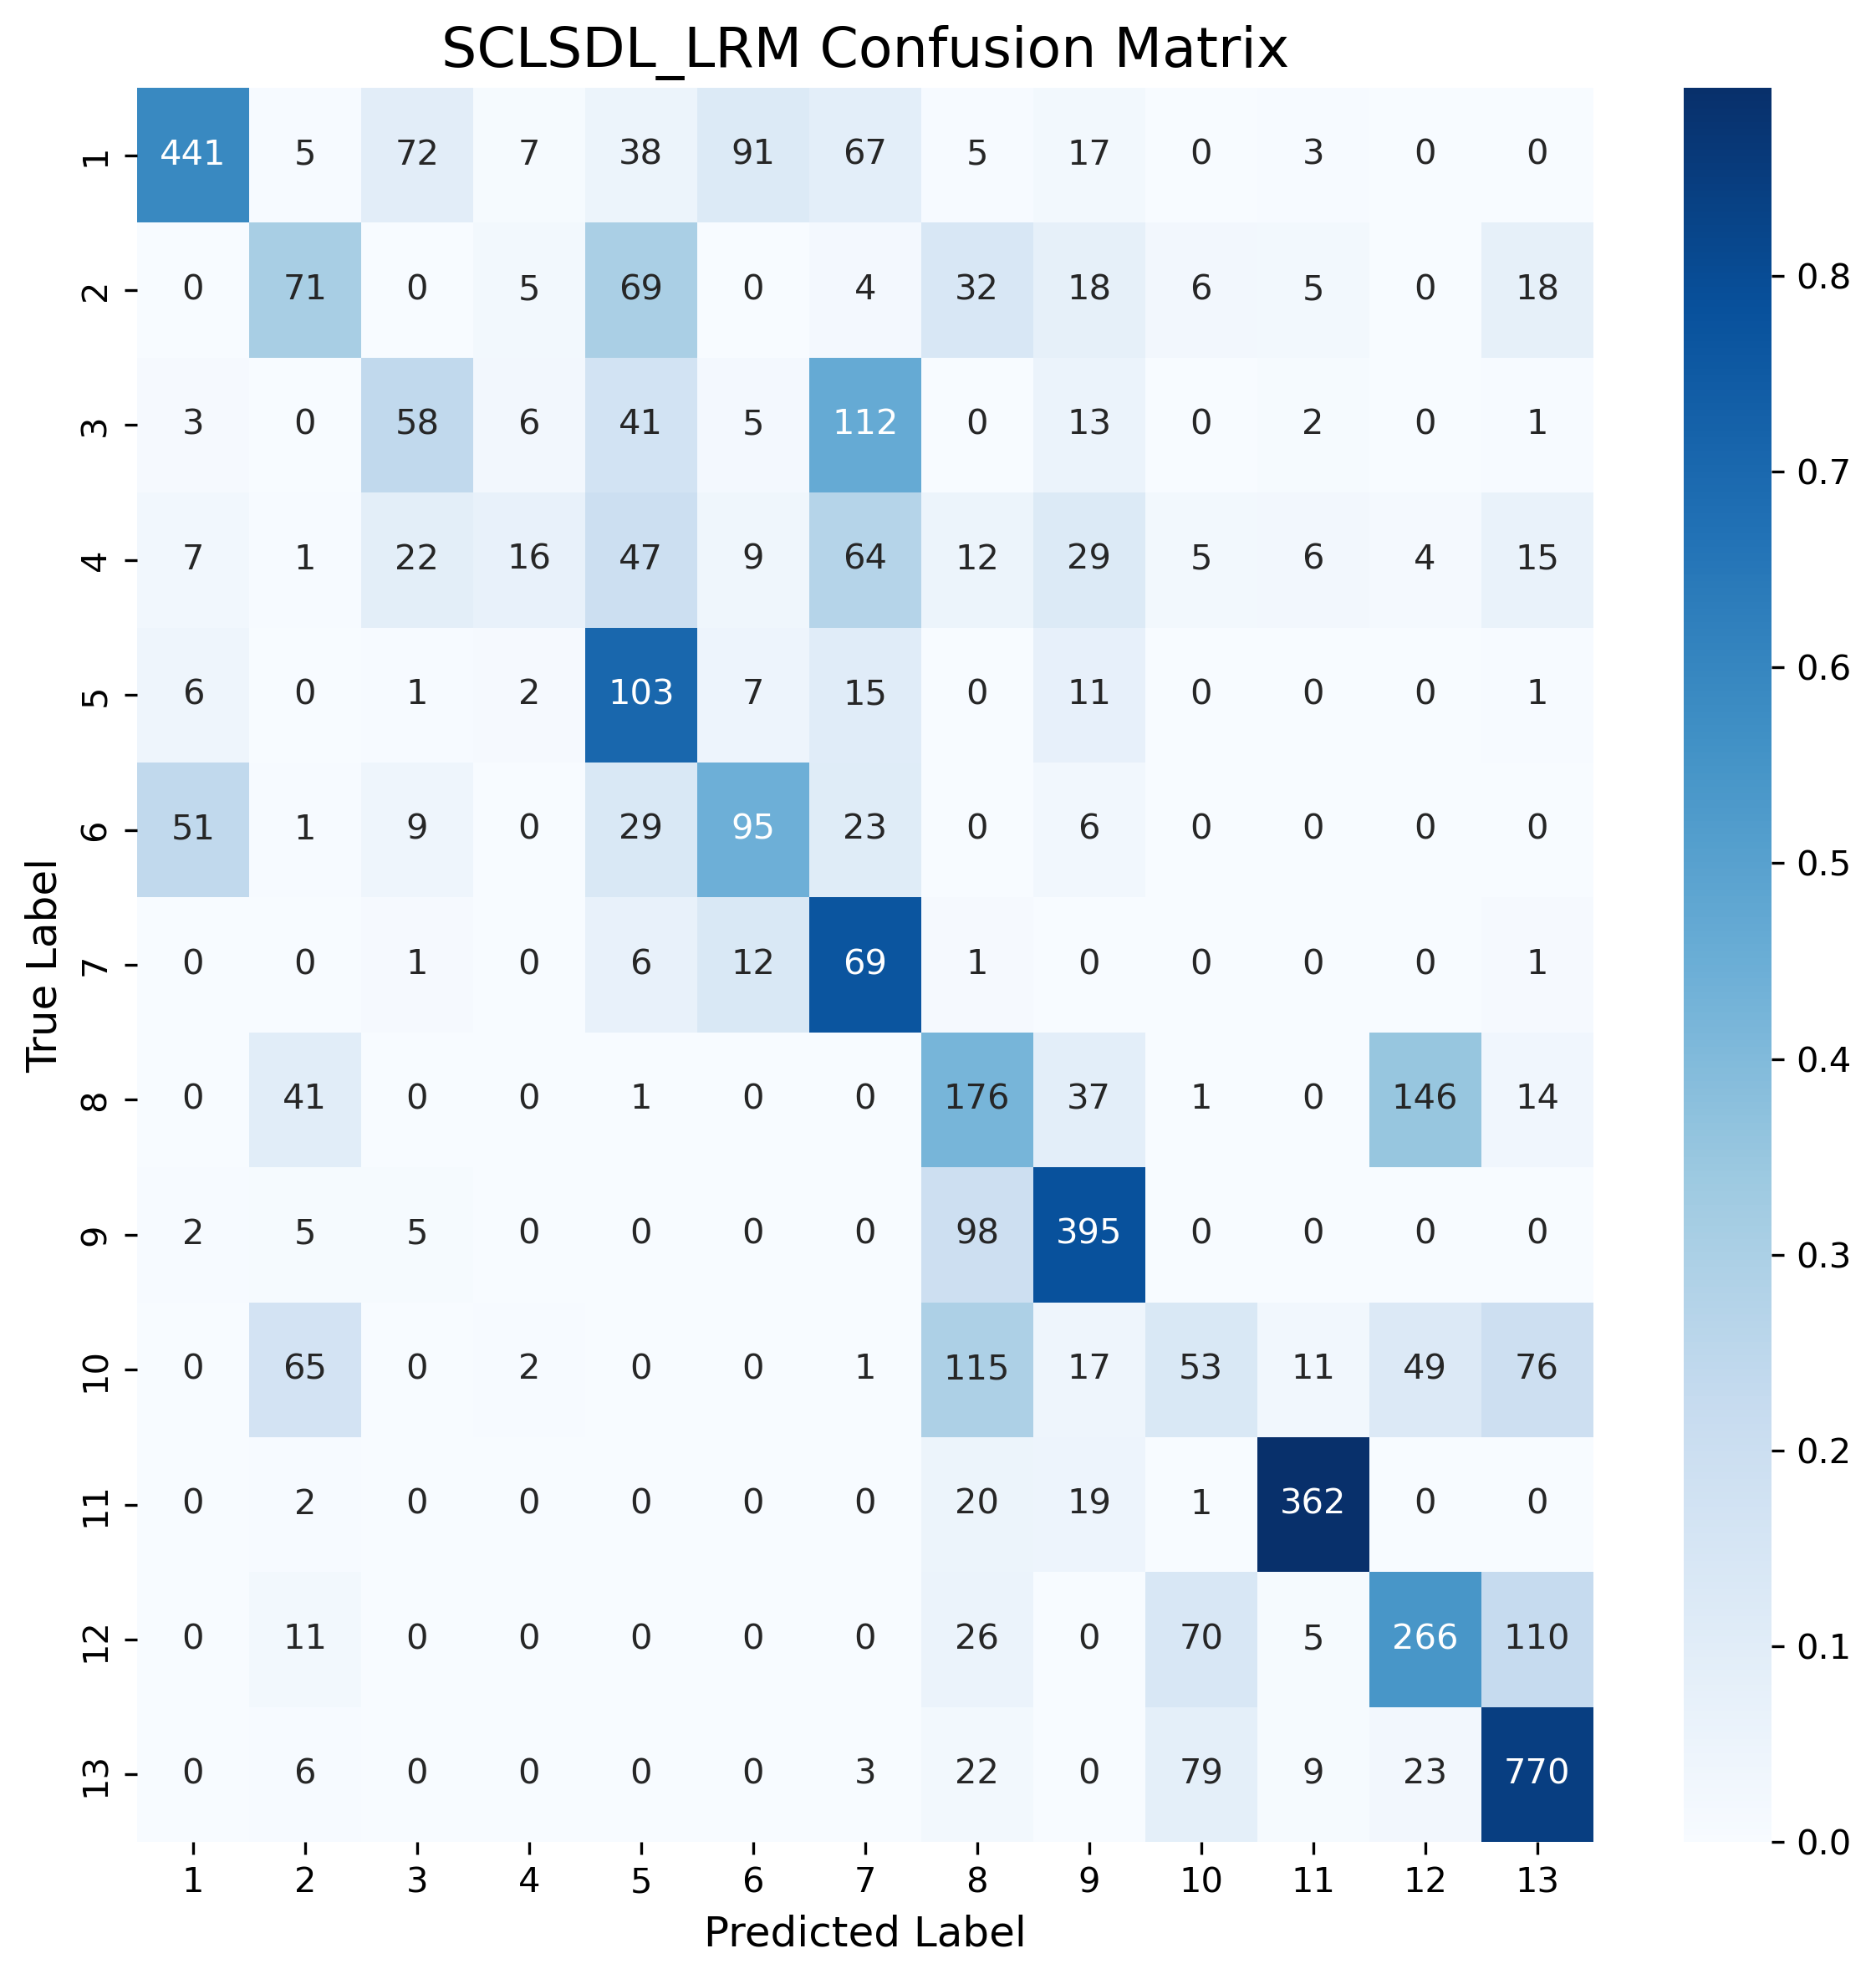 SCLSDL_LRM Confusion Matrix
1 441 5 72 7 38 91 67 5 17 0 3 0 0
2 0 71 0 5 69 0 4 32 18 6 5 0 18
3 3 0 58 6 41 5 112 0 13 0 2 0 1
4 7 1 22 16 47 9 64 12 29 5 6 4 15
5 6 0 1 2 103 7 15 0 11 0 0 0 1
6 51 1 9 0 29 95 23 0 6 0 0 0 0
7 0 0 1 0 6 12 69 1 0 0 0 0 1
8 0 41 0 0 1 0 0 176 37 1 0 146 14
9 2 5 5 0 0 0 0 98 395 0 0 0 0
10 0 65 0 2 0 0 1 115 17 53 11 49 76
11 0 2 0 0 0 0 0 20 19 1 362 0 0
12 0 11 0 0 0 0 0 26 0 70 5 266 110
13 0 6 0 0 0 0 3 22 0 79 9 23 770
1 2 3 4 5 6 7 8 9 10 11 12 13
Predicted Label
True Label
0.8
0.7
0.6
0.5
0.4
0.3
0.2
0.1
0.0